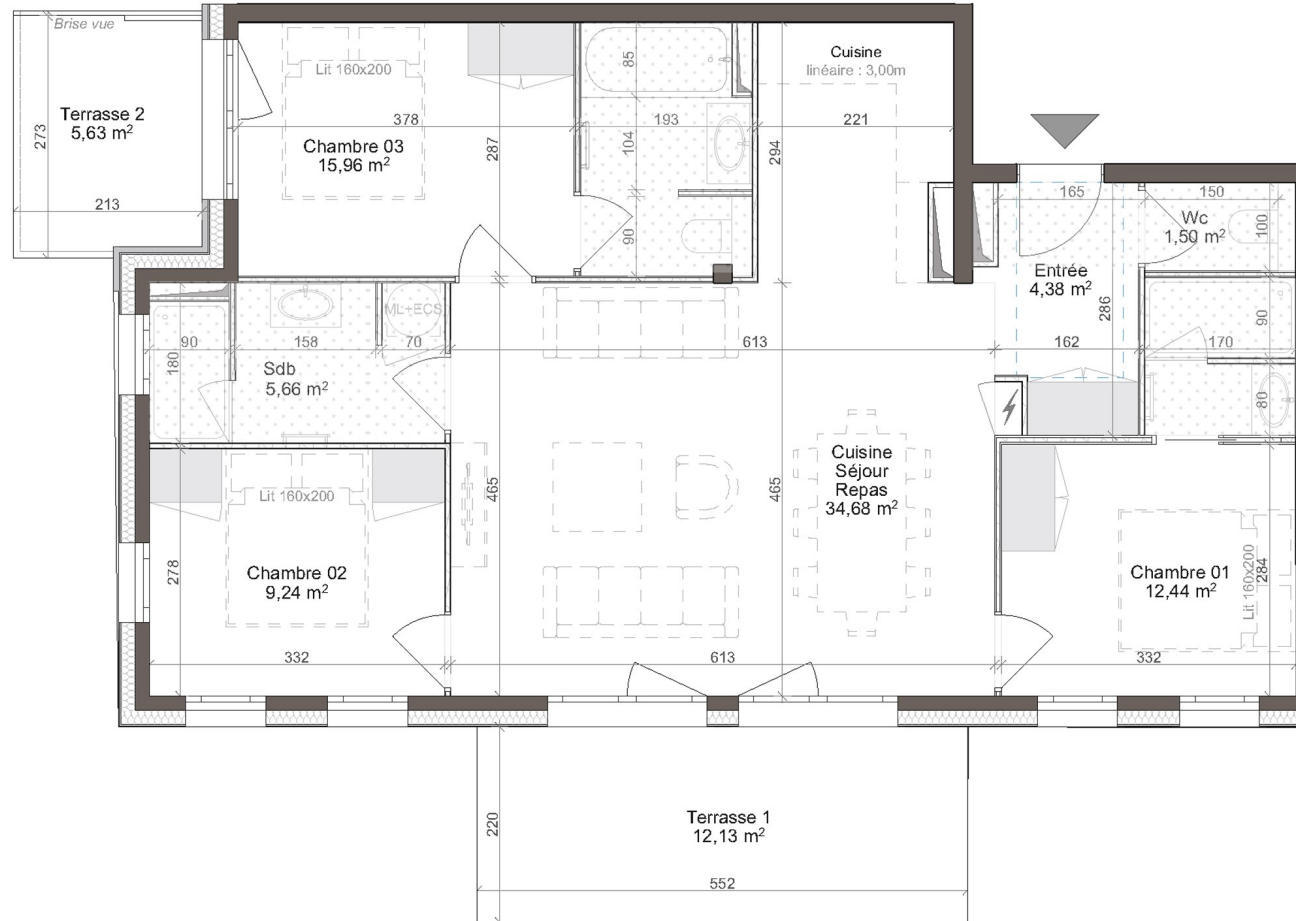 Brise vue
Terrasse 2
5,63 m²
273
213
Lit 160x200
378
Chambre 03
15,96 m²
287
85
193
104
90
Cuisine
linéaire : 3,00m
221
294
165
150
Wc
1,50 m²
100
Entrée
4,38 m²
286
90
158
70
ML+ECS
180
Sdb
5,66 m²
613
162
170
90
80
465
465
Cuisine
Séjour
Repas
34,68 m²
Lit 160x200
Chambre 02
9,24 m²
278
332
613
Chambre 01
12,44 m²
Lit 160x200
284
332
Terrasse 1
12,13 m²
220
552